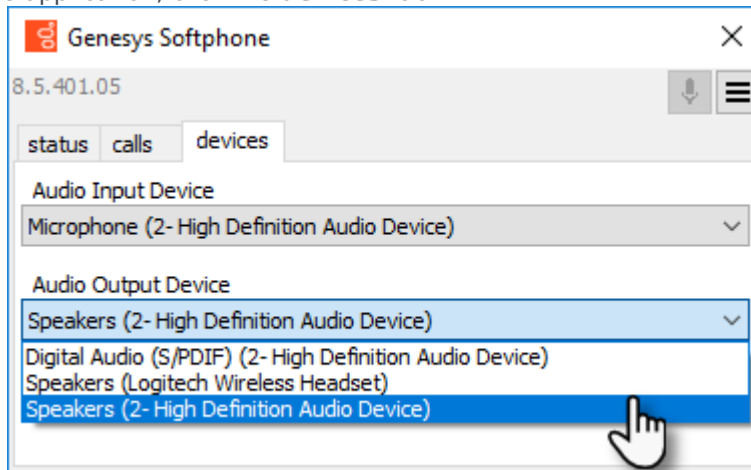 Genesys Softphone
8.5.401.05
status calls devices
Audio Input Device
Microphone (2- High Definition Audio Device)
Audio Output Device
Speakers (2- High Definition Audio Device)
Digital Audio (S/PDIF) (2- High Definition Audio Device)
Speakers (Logitech Wireless Headset)
Speakers (2- High Definition Audio Device)